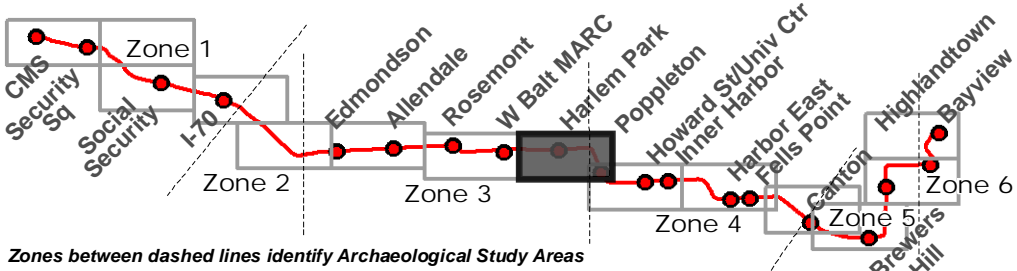 CMS
Security
Sq
Social
Security
I-70
Edmondson
Allendale
Rosemont
W Balt MARC
Harlem Park
Poppleton
Howard St/Univ Ctr
Inner Harbor
Harbor East
Fells Point
Canton
Brewers
Hill
Highlandtown
Bayview
Zone 1
Zone 2
Zone 3
Zone 4
Zone 5
Zone 6
Zones between dashed lines identify Archaeological Study Areas